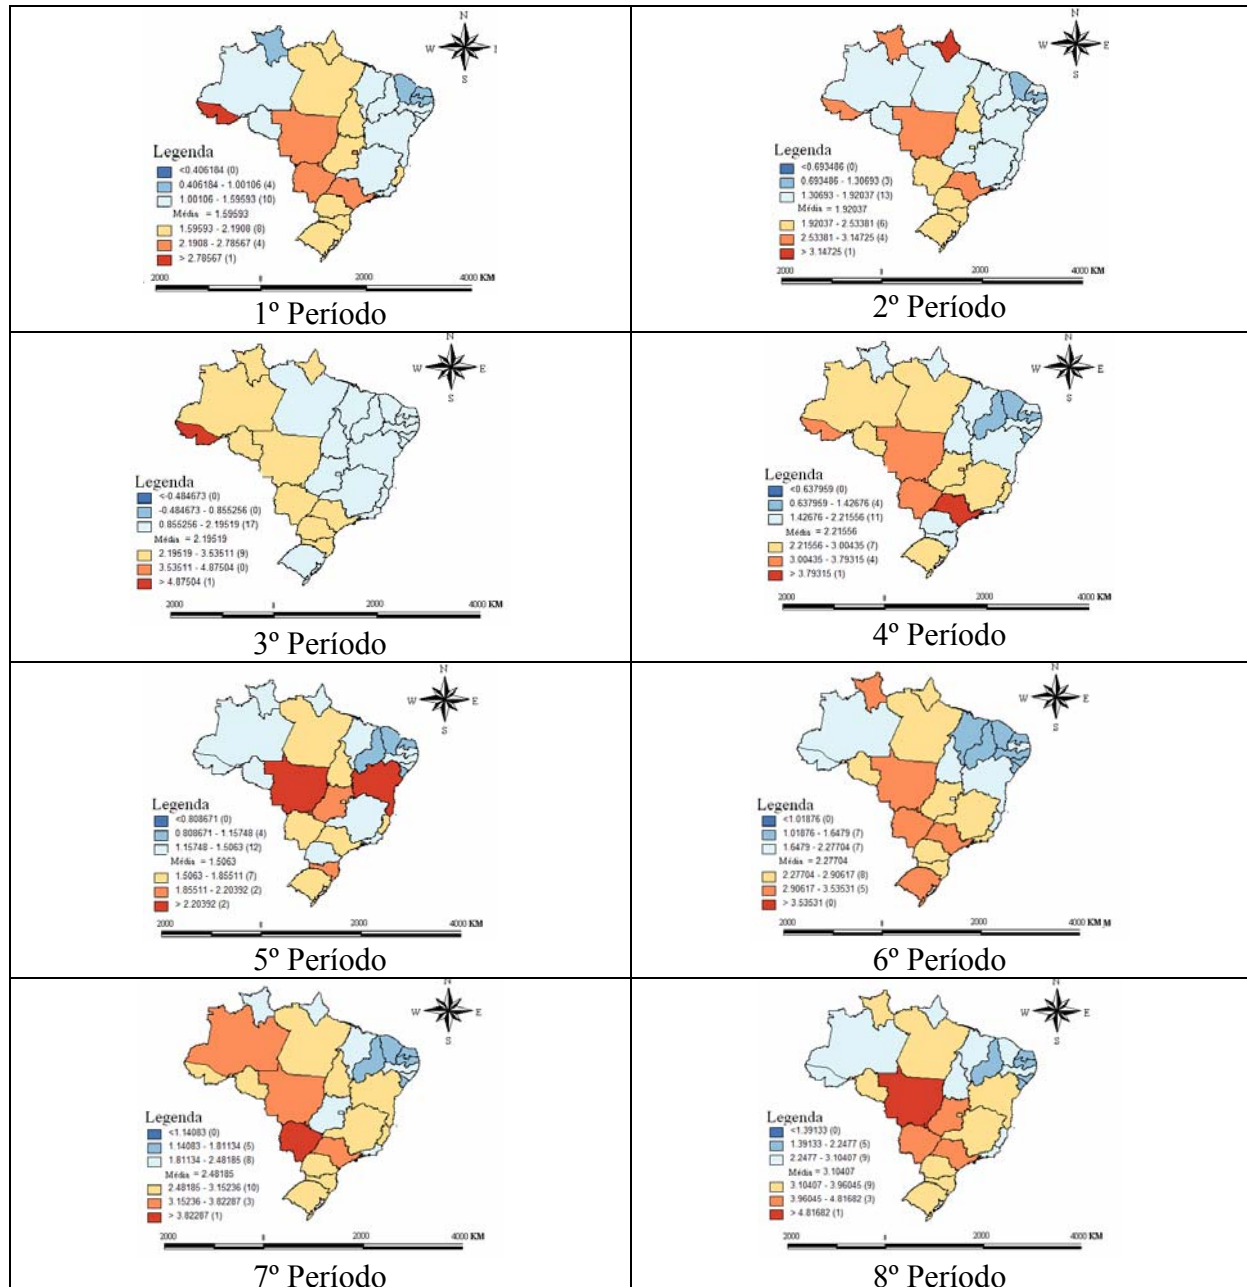 N
W
I
S
Legenda
<0.406184 (0)
0.406184 - 1.00106 (4)
1.00106 - 1.59593 (10)
Média = 1.59593
1.59593 - 2.1908 (8)
2.1908 - 2.78567 (4)
> 2.78567 (1)
2000 0 2000 4000 KM
1º Período
N
W E
S
Legenda
<0.693486 (0)
0.693486 - 1.30693 (3)
1.30693 - 1.92037 (13)
Média = 1.92037
1.92037 - 2.53381 (6)
2.53381 - 3.14725 (4)
> 3.14725 (1)
2000 0 2000 4000 KM
2º Período
N
W E
S
Legenda
<-0.484673 (0)
-0.484673 - 0.855256 (0)
0.855256 - 2.19519 (17)
Média = 2.19519
2.19519 - 3.53511 (9)
3.53511 - 4.87504 (0)
> 4.87504 (1)
2000 0 2000 4000 KM
3º Período
N
W E
S
Legenda
<0.637959 (0)
0.637959 - 1.42676 (4)
1.42676 - 2.21556 (11)
Média = 2.21556
2.21556 - 3.00435 (7)
3.00435 - 3.79315 (4)
> 3.79315 (1)
2000 0 2000 4000 KM
4º Período
N
W E
S
Legenda
<0.808671 (0)
0.808671 - 1.15748 (4)
1.15748 - 1.5063 (12)
Média = 1.5063
1.5063 - 1.85511 (7)
1.85511 - 2.20392 (2)
> 2.20392 (2)
2000 0 2000 4000 KM
5º Período
N
W E
S
Legenda
<1.01876 (0)
1.01876 - 1.6479 (7)
1.6479 - 2.27704 (7)
Média = 2.27704
2.27704 - 2.90617 (8)
2.90617 - 3.53531 (5)
> 3.53531 (0)
2000 0 2000 4000 KM M
6º Período
N
W E
S
Legenda
<1.14083 (0)
1.14083 - 1.81134 (5)
1.81134 - 2.48185 (8)
Média = 2.48185
2.48185 - 3.15236 (10)
3.15236 - 3.82287 (3)
> 3.82287 (1)
2000 0 2000 4000 KM
7º Período
N
W E
S
Legenda
<1.39133 (0)
1.39133 - 2.2477 (5)
2.2477 - 3.10407 (9)
Média = 3.10407
3.10407 - 3.96045 (9)
3.96045 - 4.81682 (3)
> 4.81682 (1)
2000 0 2000 4000 KM
8º Período